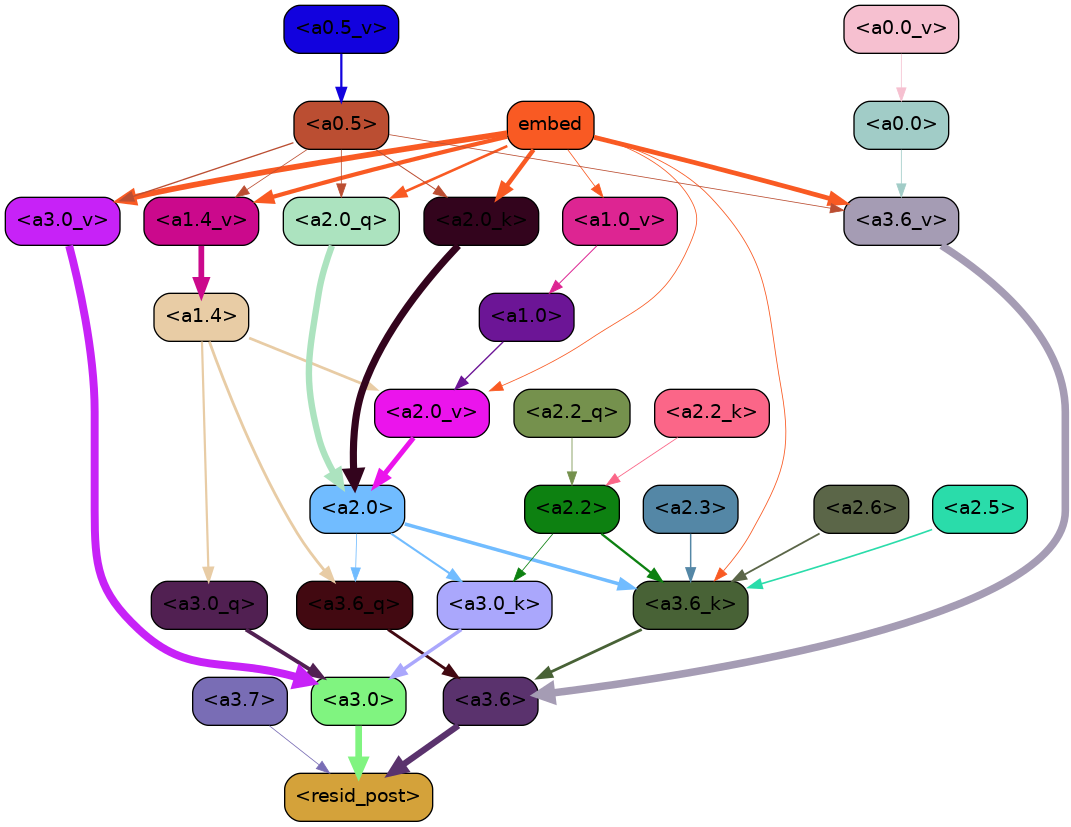 <a0.5_v> <a0.0_v>
<a0.5> embed <a0.0>
<a3.0_v> <a1.4_v> <a2.0_q> <a2.0_k> <a1.0_v> <a3.6_v>
<a1.4> <a1.0>
<a2.0_v> <a2.2_q> <a2.2_k>
<a2.0> <a2.2> <a2.3> <a2.6> <a2.5>
<a3.0_q> <a3.6_q> <a3.0_k> <a3.6_k>
<a3.7> <a3.0> <a3.6>
<resid_post>